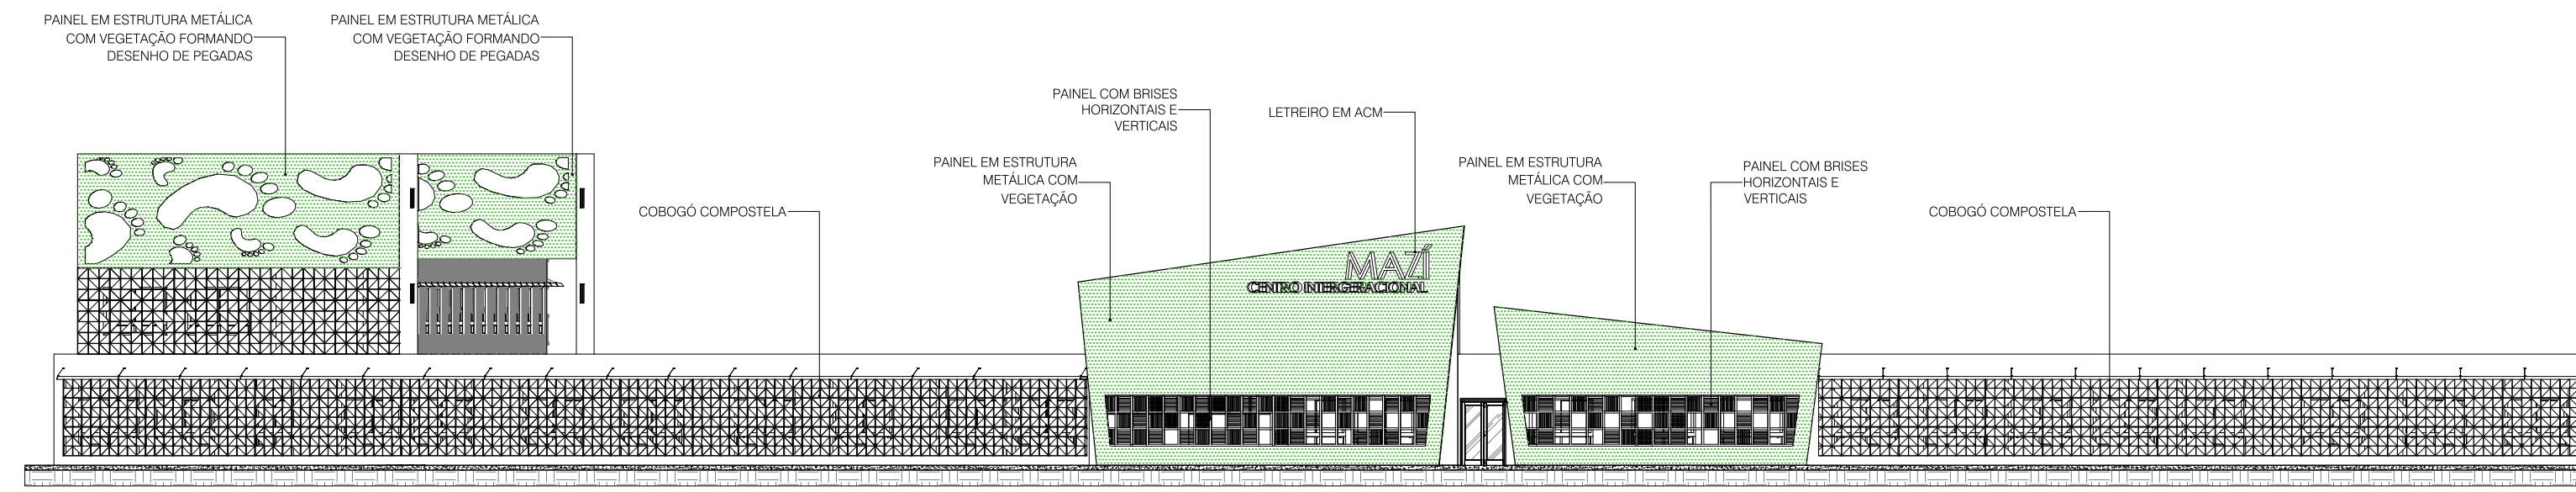 PAINEL EM ESTRUTURA METÁLICA
COM VEGETAÇÃO FORMANDO
DESENHO DE PEGADAS
PAINEL EM ESTRUTURA METÁLICA
COM VEGETAÇÃO FORMANDO
DESENHO DE PEGADAS
COBOGÓ COMPOSTELA
PAINEL EM ESTRUTURA
METÁLICA COM
VEGETAÇÃO
PAINEL COM BRISES
HORIZONTAIS E
VERTICAIS
LETREIRO EM ACM
MAZÍ
CENTRO INTERGERACIONAL
PAINEL EM ESTRUTURA
METÁLICA COM
VEGETAÇÃO
PAINEL COM BRISES
HORIZONTAIS E
VERTICAIS
COBOGÓ COMPOSTELA